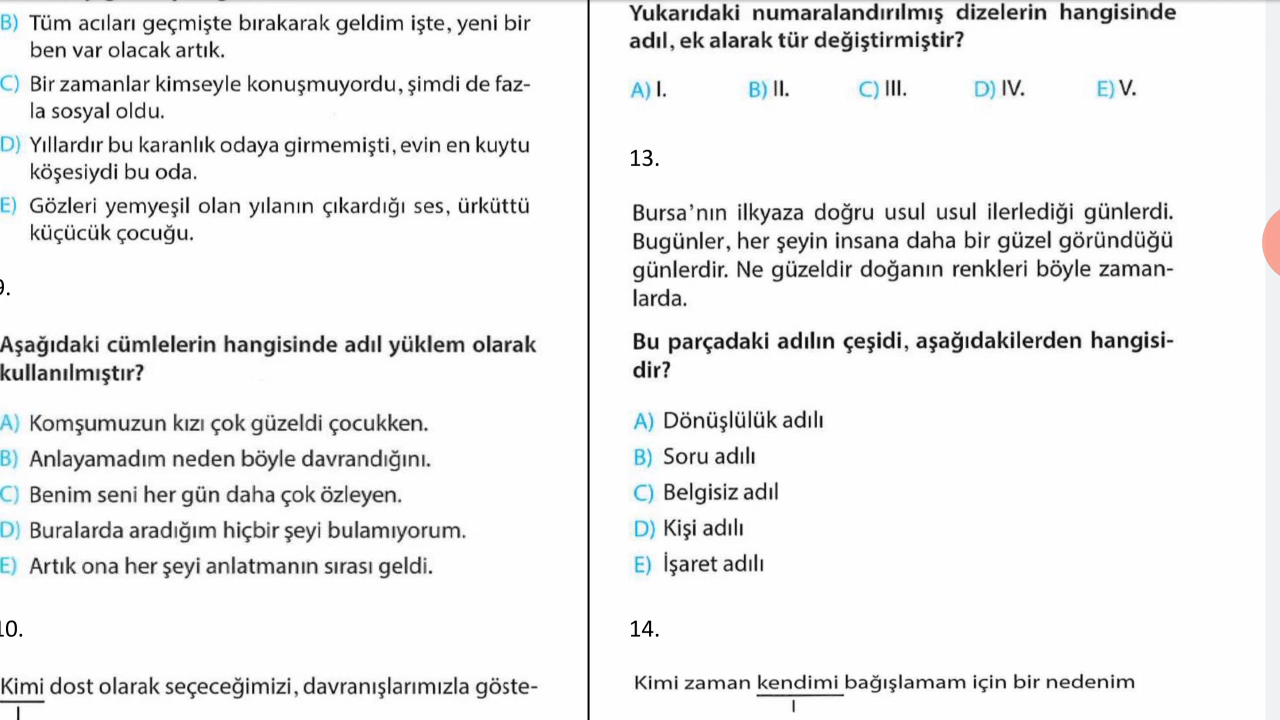 B) Tüm acıları geçmişte bırakarak geldim işte, yeni bir
ben var olacak artık.
C) Bir zamanlar kimseyle konuşmuyordu, şimdi de faz-
la sosyal oldu.
D) Yıllardır bu karanlık odaya girmemişti, evin en kuytu
köşesiydi bu oda.
E) Gözleri yemyeşil olan yılanın çıkardığı ses, ürküttü
küçücük çocuğu.
9.
Aşağıdaki cümlelerin hangisinde adıl yüklem olarak
kullanılmıştır?
A) Komşumuzun kızı çok güzeldi çocukken.
B) Anlayamadım neden böyle davrandığını.
C) Benim seni her gün daha çok özleyen.
D) Buralarda aradığım hiçbir şeyi bulamıyorum.
E) Artık ona her şeyi anlatmanın sırası geldi.
10.
Kimi dost olarak seçeceğimizi, davranışlarımızla göste-
I
Yukarıdaki numaralandırılmış dizelerin hangisinde
adıl, ek alarak tür değiştirmiştir?
A) I. B) II. C) III. D) IV. E) V.
13.
Bursa'nın ilkyaza doğru usul usul ilerlediği günlerdi.
Bugünler, her şeyin insana daha bir güzel göründüğü
günlerdir. Ne güzeldir doğanın renkleri böyle zaman-
larda.
Bu parçadaki adılın çeşidi, aşağıdakilerden hangisi-
dir?
A) Dönüşlülük adılı
B) Soru adılı
C) Belgisiz adıl
D) Kişi adılı
E) İşaret adılı
14.
Kimi zaman kendimi bağışlamam için bir nedenim
I